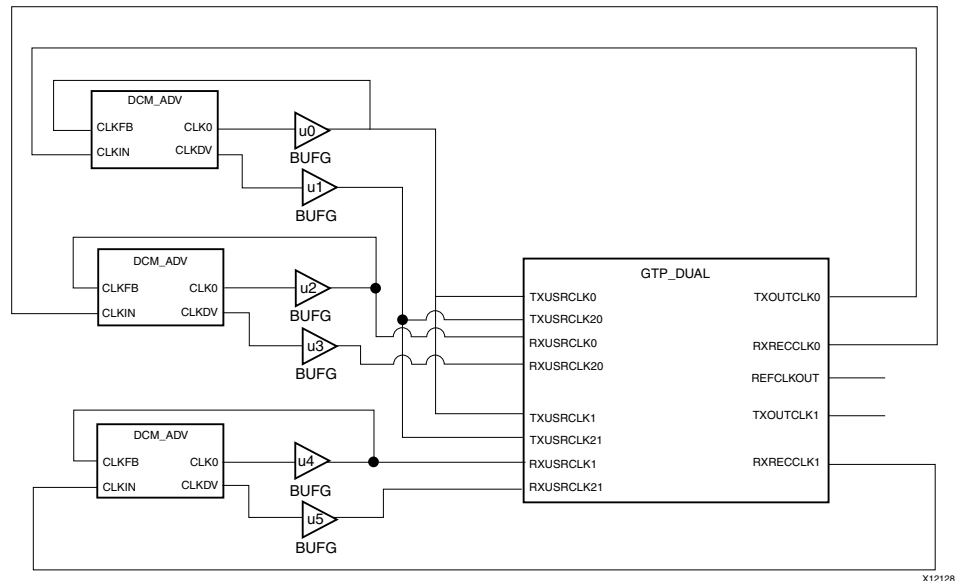 DCM_ADV
CLKFB CLK0
CLKIN CLKDV
u0
BUFG
u1
BUFG
DCM_ADV
CLKFB CLK0
CLKIN CLKDV
u2
BUFG
u3
BUFG
DCM_ADV
CLKFB CLK0
CLKIN CLKDV
u4
BUFG
u5
BUFG
GTP_DUAL
TXUSRCLK0 TXOUTCLK0
TXUSRCLK20
RXUSRCLK0 RXRECCLK0
RXUSRCLK20
REFCLKOUT
TXUSRCLK1 TXOUTCLK1
TXUSRCLK21
RXUSRCLK1 RXRECCLK1
RXUSRCLK21
X12128